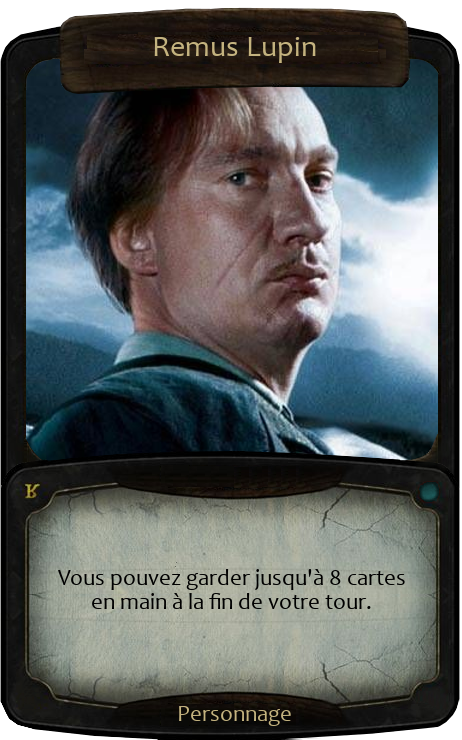 Remus Lupin
Vous pouvez garder jusqu'à 8 cartes
en main à la fin de votre tour.
Personnage